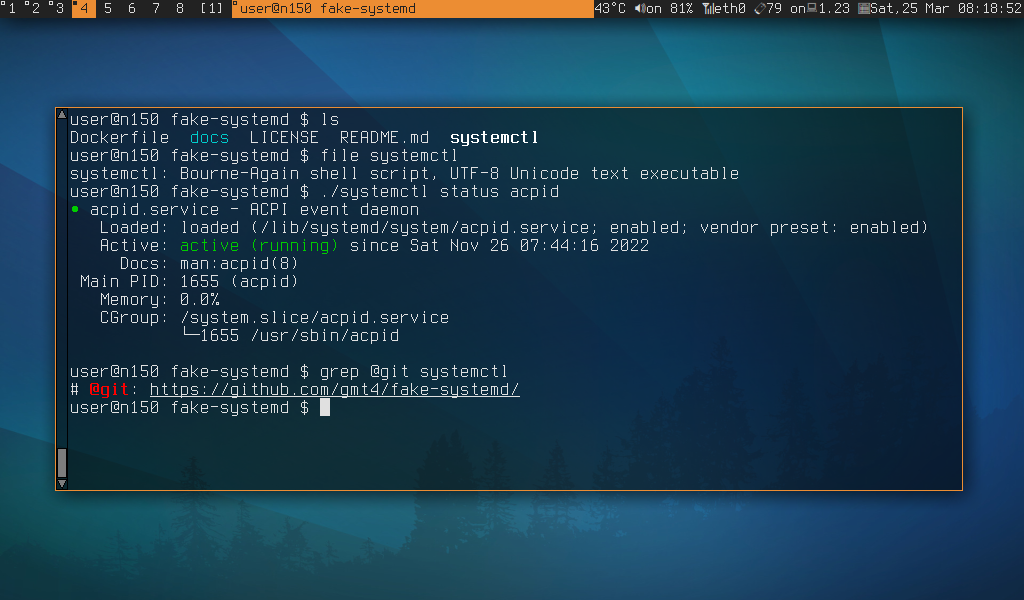 1 2 3 4 5 6 7 8 [1] user@n150 fake-systemd 43°C on 81% eth0 79 on 1.23 Sat,25 Mar 08:18:52
user@n150 fake-systemd $ ls
Dockerfile  docs  LICENSE  README.md  systemctl
user@n150 fake-systemd $ file systemctl
systemctl: Bourne-Again shell script, UTF-8 Unicode text executable
user@n150 fake-systemd $ ./systemctl status acpid
● acpid.service - ACPI event daemon
   Loaded: loaded (/lib/systemd/system/acpid.service; enabled; vendor preset: enabled)
   Active: active (running) since Sat Nov 26 07:44:16 2022
     Docs: man:acpid(8)
 Main PID: 1655 (acpid)
   Memory: 0.0%
   CGroup: /system.slice/acpid.service
           └─1655 /usr/sbin/acpid
user@n150 fake-systemd $ grep @git systemctl
# @git: https://github.com/gmt4/fake-systemd/
user@n150 fake-systemd $